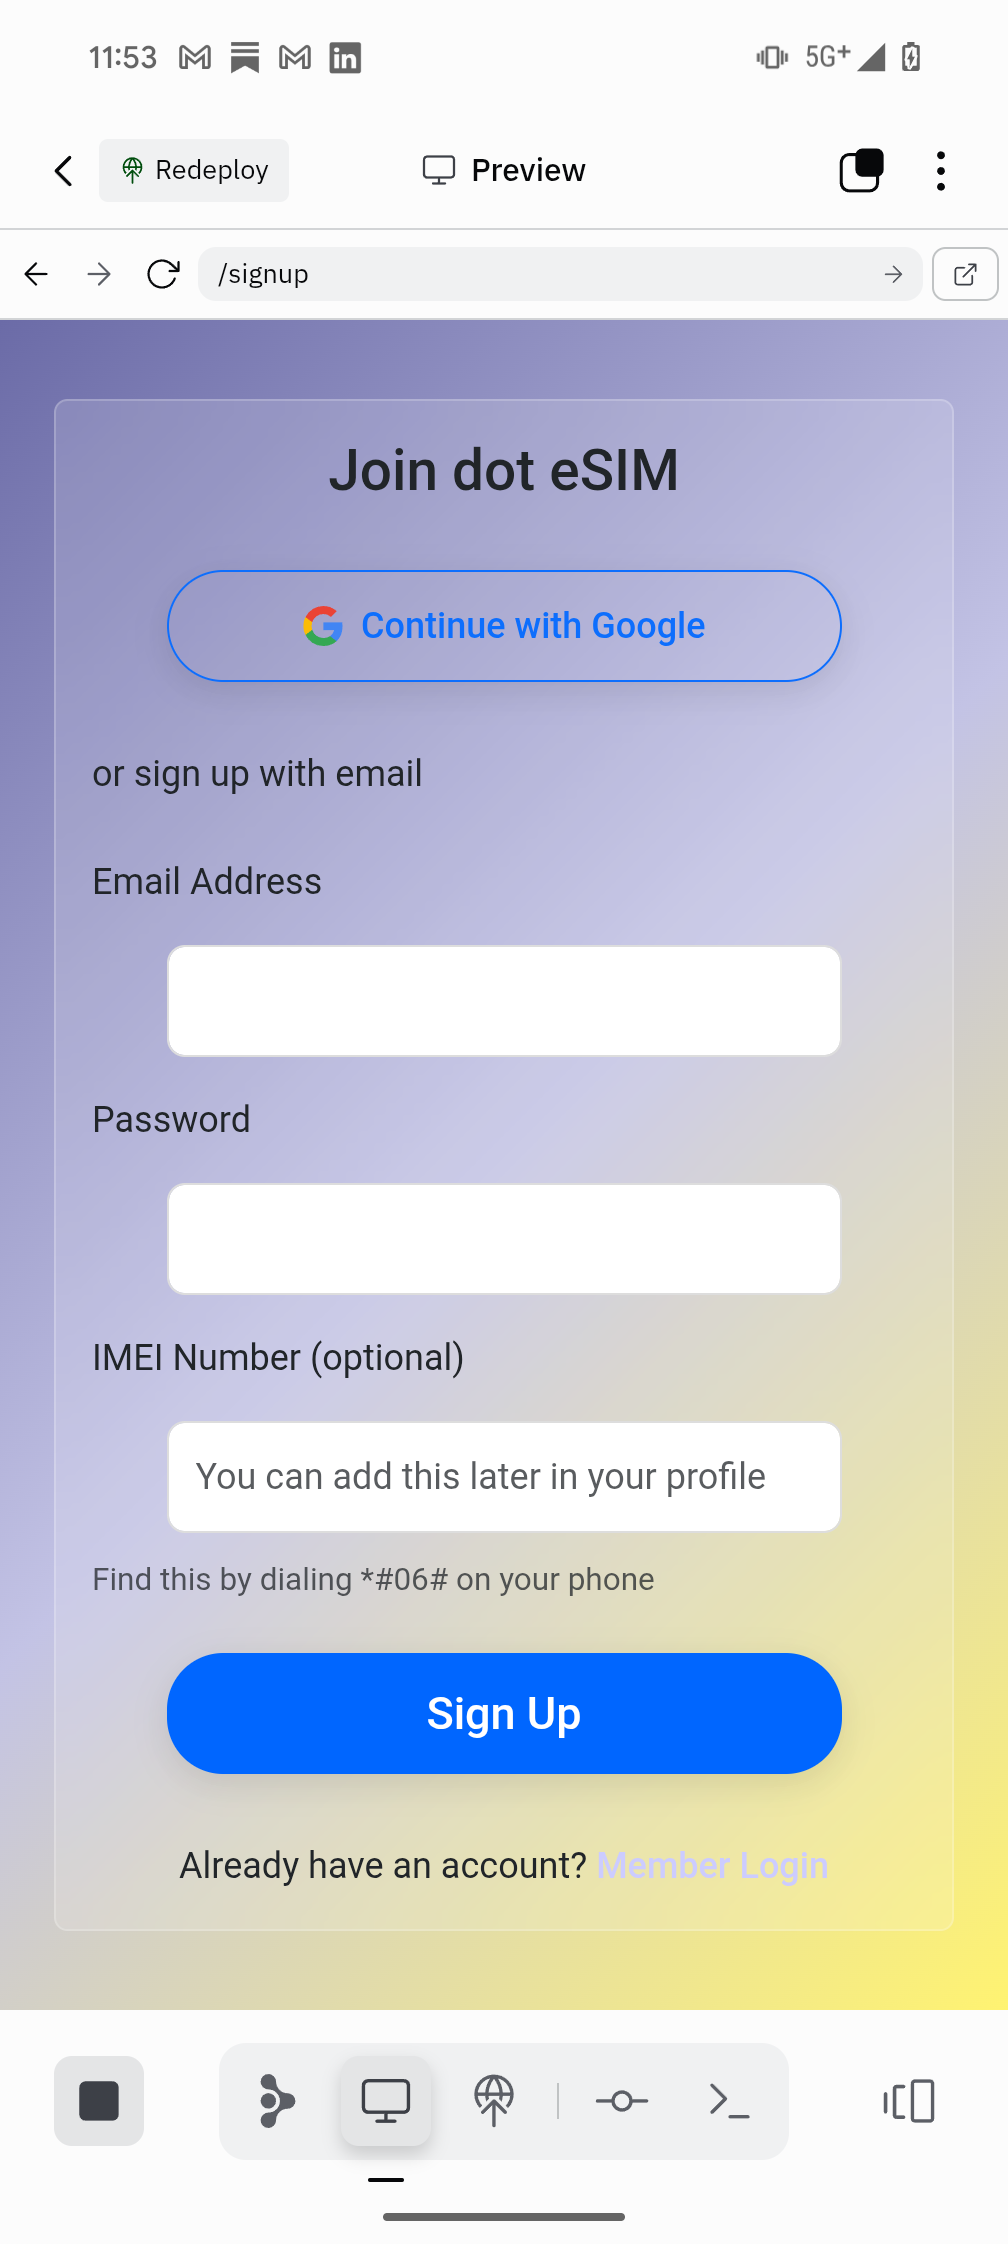 11:53
5G+
Redeploy
Preview
/signup
Join dot eSIM
Continue with Google
or sign up with email
Email Address
Password
IMEI Number (optional)
You can add this later in your profile
Find this by dialing *#06# on your phone
Sign Up
Already have an account? Member Login